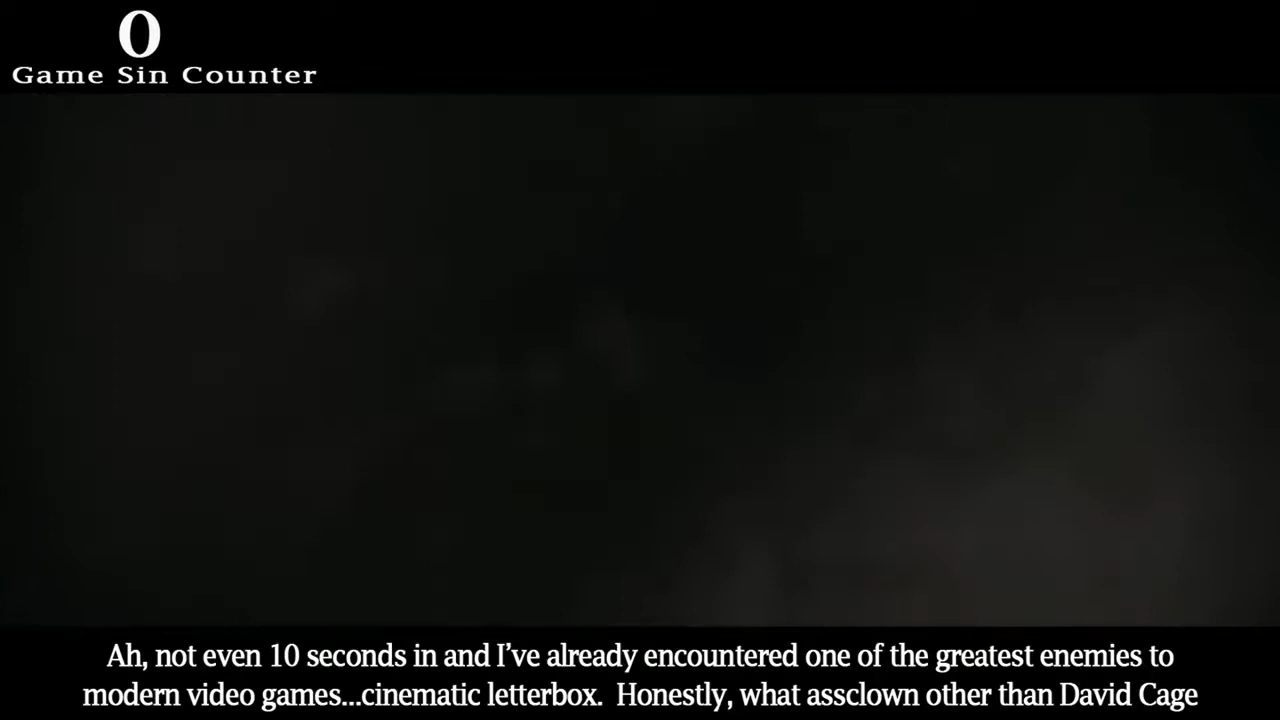 0
Game Sin Counter
Ah, not even 10 seconds in and I've already encountered one of the greatest enemies to
modern video games...cinematic letterbox.  Honestly, what assclown other than David Cage